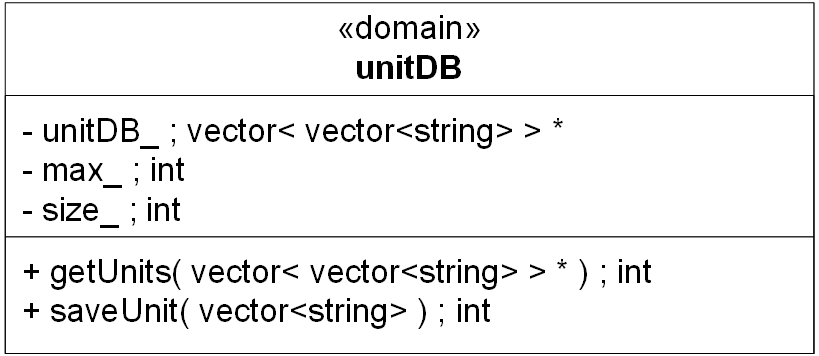 «domain»
unitDB
- unitDB_ ; vector< vector<string> > *
- max_ ; int
- size_ ; int
+ getUnits( vector< vector<string> > * ) ; int
+ saveUnit( vector<string> ) ; int